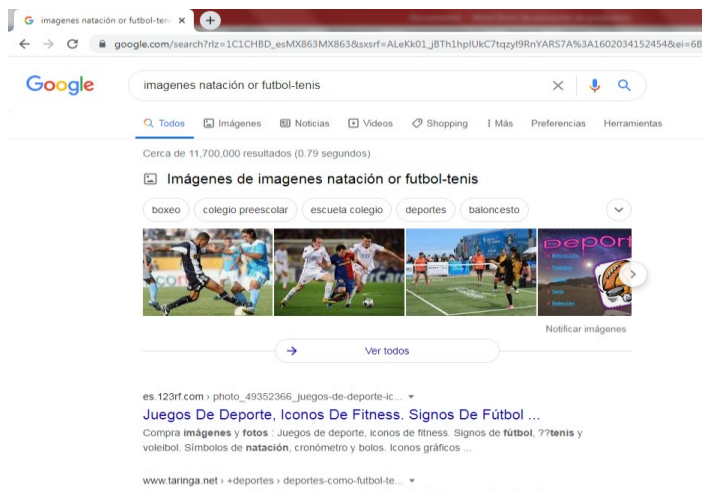 imagenes natación or futbol-teni
google.com/search?rlz=1C1CHBD_esMX863MX863&sxsrf=ALeKk01_jBTh1hpIUkC7tqzyI9RnYARS7A%3A1602034152454&ei=6B
Google
imagenes natación or futbol-tenis
Todos Imágenes Noticias Videos Shopping Más Preferencias Herramientas
Cerca de 11,700,000 resultados (0.79 segundos)
Imágenes de imagenes natación or futbol-tenis
boxeo colegio preescolar escuela colegio deportes baloncesto
Deport
Tenis
Natación
Notificar imágenes
Ver todos
es.123rf.com › photo_49352366_juegos-de-deporte-ic...
Juegos De Deporte, Iconos De Fitness. Signos De Fútbol ...
Compra imágenes y fotos : Juegos de deporte, iconos de fitness. Signos de fútbol, ??tenis y
voleibol. Símbolos de natación, cronómetro y bolos. Iconos gráficos ...
www.taringa.net › +deportes › deportes-como-futbol-te...